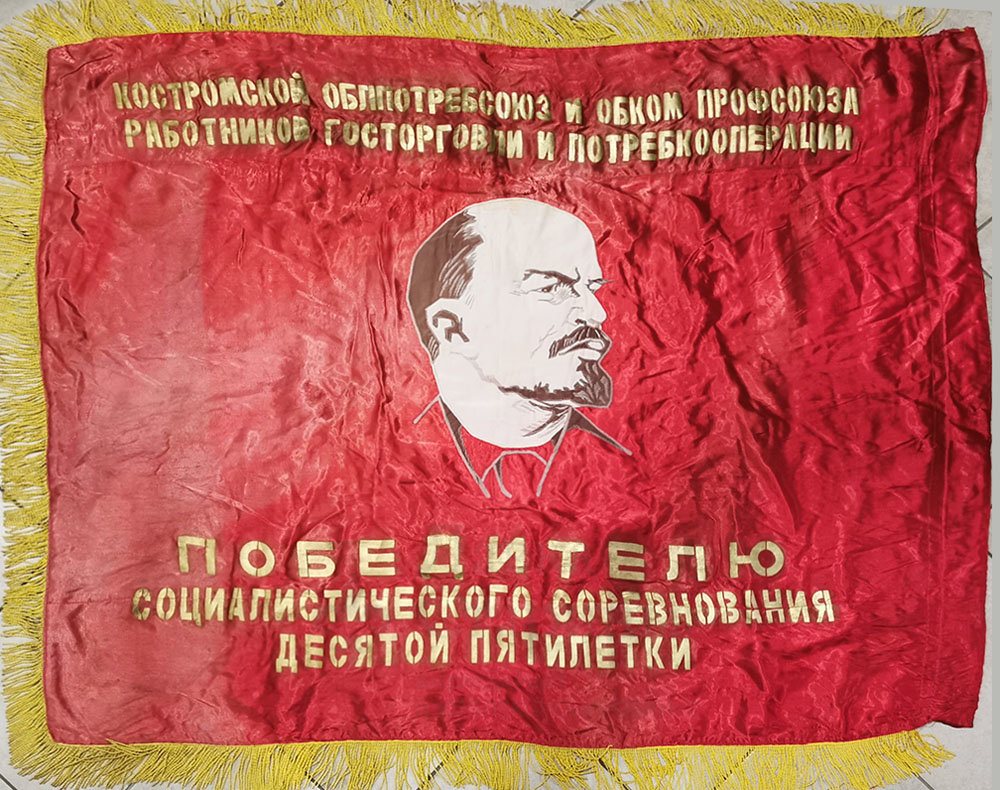 КОСТРОМСКОЙ ОБЛПОТРЕБСОЮЗ И ОБКОМ ПРОФСОЮЗА
РАБОТНИКОВ ГОСТОРГОВЛИ И ПОТРЕБКООПЕРАЦИИ
ПОБЕДИТЕЛЮ
СОЦИАЛИСТИЧЕСКОГО СОРЕВНОВАНИЯ
ДЕСЯТОЙ ПЯТИЛЕТКИ